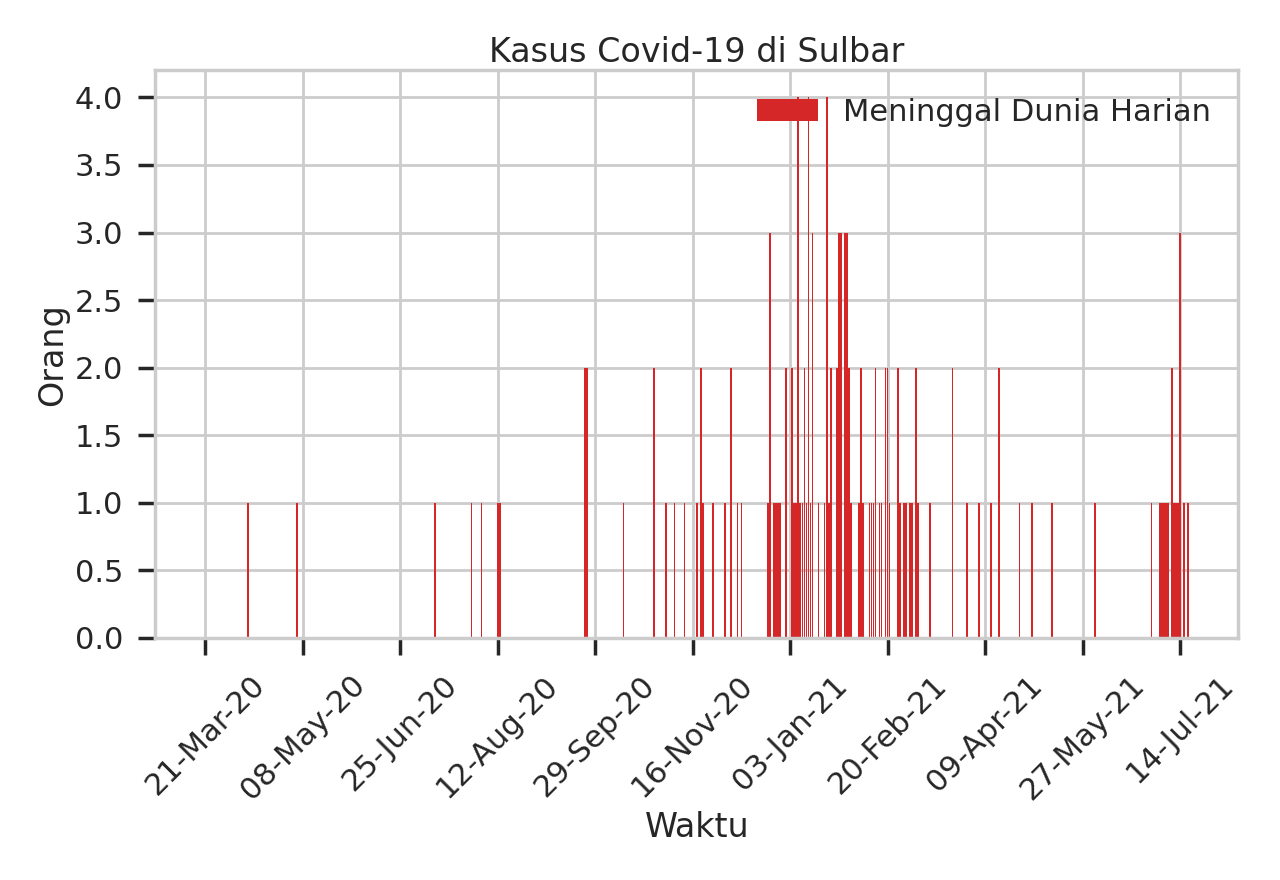 Kasus Covid-19 di Sulbar
Meninggal Dunia Harian
4.0
3.5
3.0
2.5
2.0
1.5
1.0
0.5
0.0
Orang
21-Mar-20
08-May-20
25-Jun-20
12-Aug-20
29-Sep-20
16-Nov-20
03-Jan-21
20-Feb-21
09-Apr-21
27-May-21
14-Jul-21
Waktu